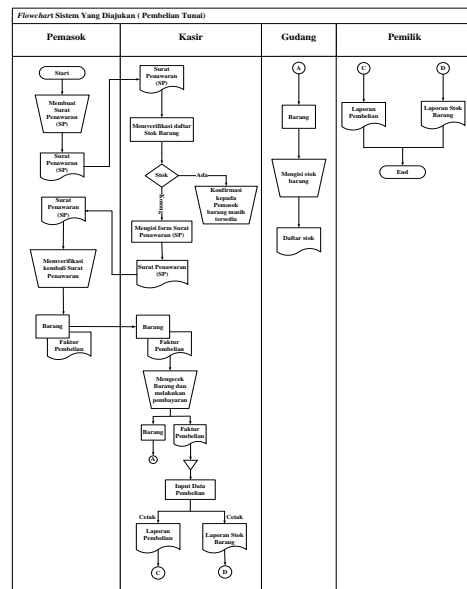 Flowchart Sistem Yang Diajukan ( Pembelian Tunai)
Pemasok
Kasir
Gudang
Pemilik
Start
Membuat
Surat
Penawaran
(SP)
Surat
Penawaran
(SP)
Surat
Penawaran
(SP)
Memverifikasi
kembali Surat
Penawaran
Barang
Faktur
Pembelian
Surat
Penawaran
(SP)
Memverifikasi daftar
Stok Barang
Stok
Ada
Konfirmasi
kepada
Pemasok
barang masih
tersedia
Kosong
Mengisi form Surat
Penawaran (SP)
Surat Penawaran
(SP)
Barang
Faktur
Pembelian
Mengecek
Barang dan
melakukan
pembayaran
Barang
Faktur
Pembelian
A
Input Data
Pembelian
Cetak
Cetak
Laporan
Pembelian
Laporan Stok
Barang
C
D
A
Barang
Mengisi stok
barang
Daftar stok
C
D
Laporan
Pembelian
Laporan Stok
Barang
End